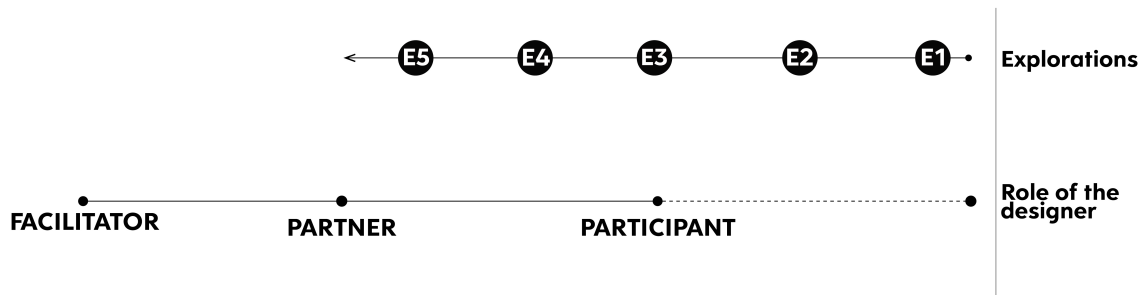 E5 E4 E3 E2 E1 Explorations
Role of the
designer
FACILITATOR PARTNER PARTICIPANT